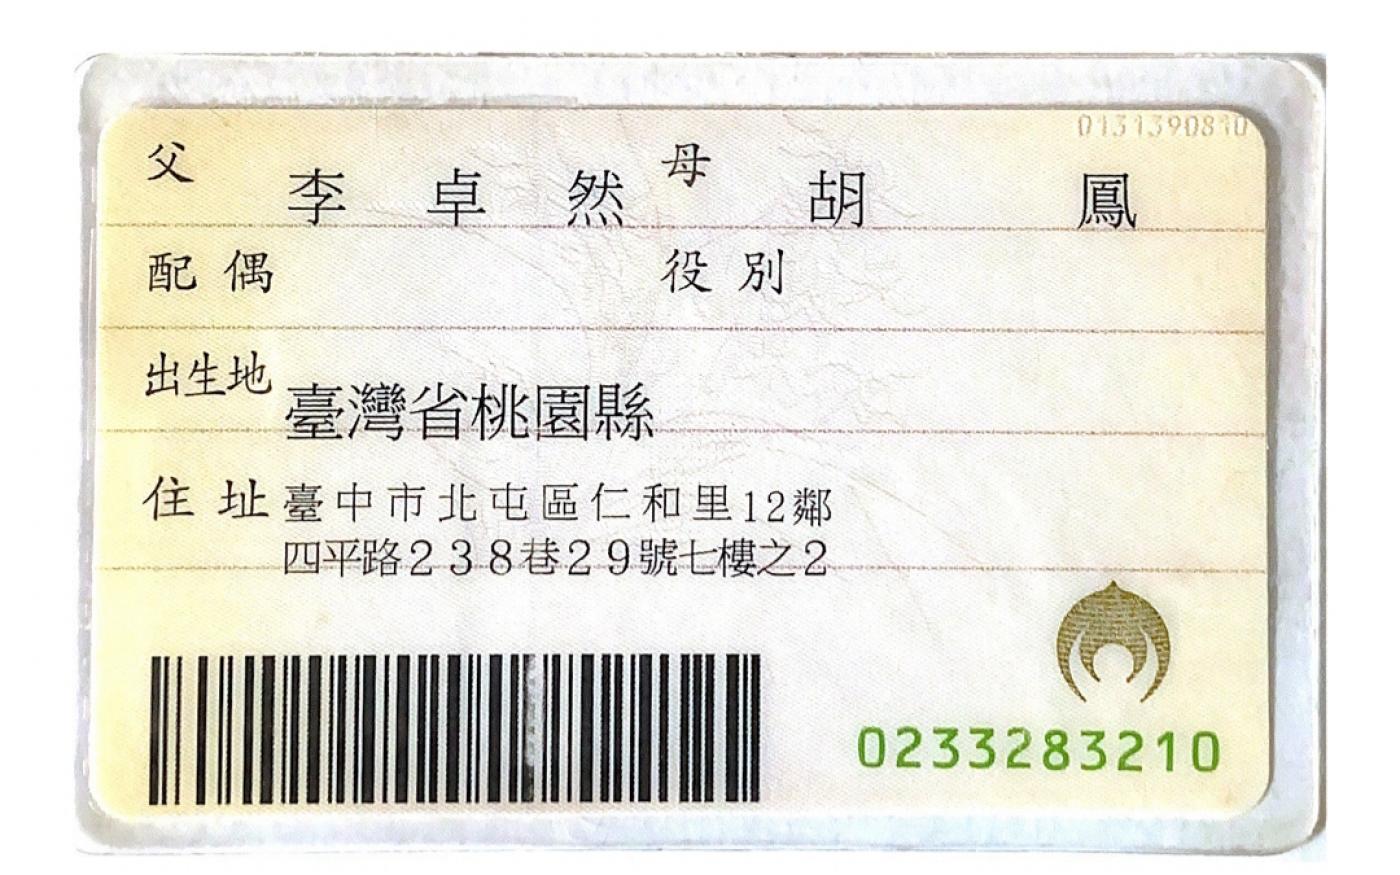 0131390810
父 李卓然 母 胡鳳
配偶 役別
出生地 臺灣省桃園縣
住址 臺中市北屯區仁和里12鄰
四平路238巷29號七樓之2
0233283210